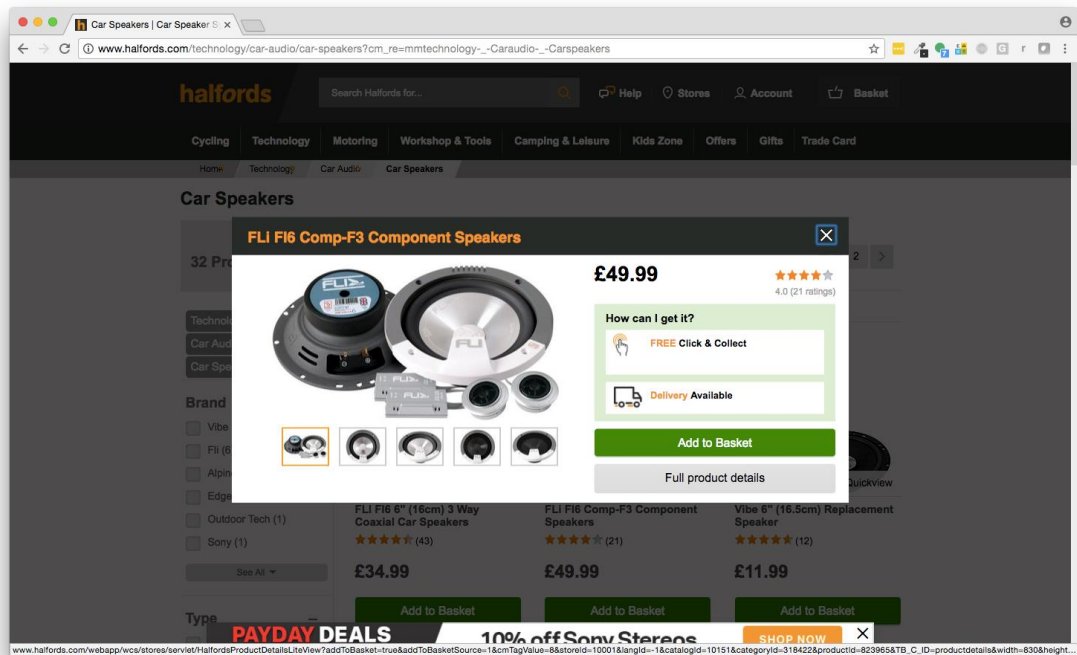 Car Speakers | Car Speaker S
www.halfords.com/technology/car-audio/car-speakers?cm_re=mmtechnology-_-Caraudio-_-Carspeakers
halfords
Search Halfords for...
Help
Stores
Account
Basket
Cycling Technology Motoring Workshop & Tools Camping & Leisure Kids Zone Offers Gifts Trade Card
Home Technology Car Audio Car Speakers
Car Speakers
FLi FI6 Comp-F3 Component Speakers
32
2
£49.99
4.0 (21 ratings)
How can I get it?
FREE Click & Collect
Delivery Available
Add to Basket
Full product details
FLI
Brand
Vibe
Fli (6
Edge
Outdoor Tech (1)
Sony (1)
See All
Type
Quickview
FLI FI6 6" (16cm) 3 Way
Coaxial Car Speakers
(43)
£34.99
Add to Basket
FLi FI6 Comp-F3 Component
Speakers
(21)
£49.99
Add to Basket
Vibe 6" (16.5cm) Replacement
Speaker
(12)
£11.99
Add to Basket
PAYDAY DEALS
10% off Sony Stereos
SHOP NOW
www.halfords.com/webapp/wcs/stores/servlet/HalfordsProductDetailsLiteView?addToBasket=true&addToBasketSource=1&cmTagValue=8&storeId=10001&langId=-1&catalogId=10151&categoryId=318422&productId=823965&TB_C_ID=productdetails&width=830&height...